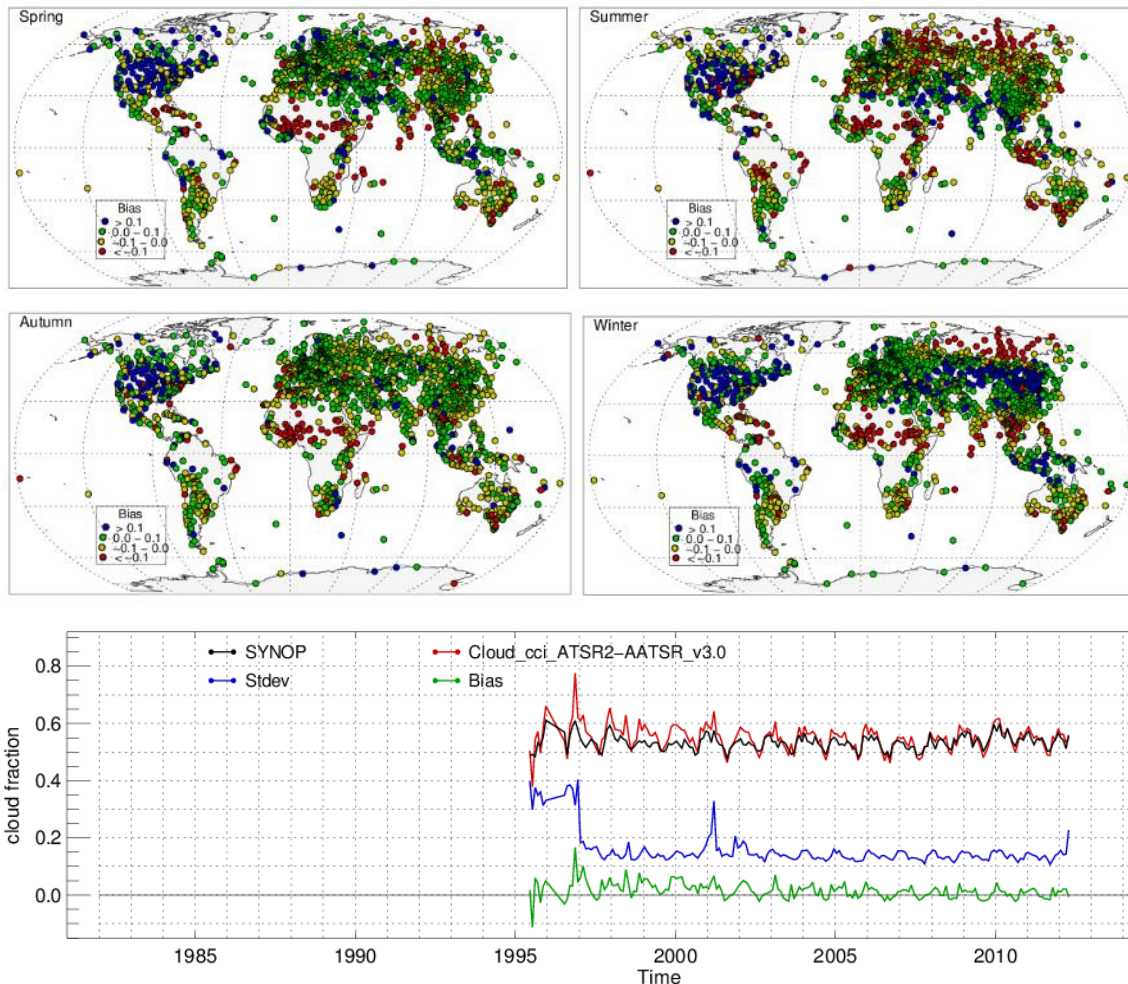 Spring
Bias
> 0.1
0.0 – 0.1
–0.1 – 0.0
< –0.1
Summer
Bias
> 0.1
0.0 – 0.1
–0.1 – 0.0
< –0.1
Autumn
Bias
> 0.1
0.0 – 0.1
–0.1 – 0.0
< –0.1
Winter
Bias
> 0.1
0.0 – 0.1
–0.1 – 0.0
< –0.1
SYNOP
Cloud_cci_ATSR2–AATSR_v3.0
Stdev
Bias
cloud fraction
0.8
0.6
0.4
0.2
0.0
1985
1990
1995
2000
2005
2010
Time